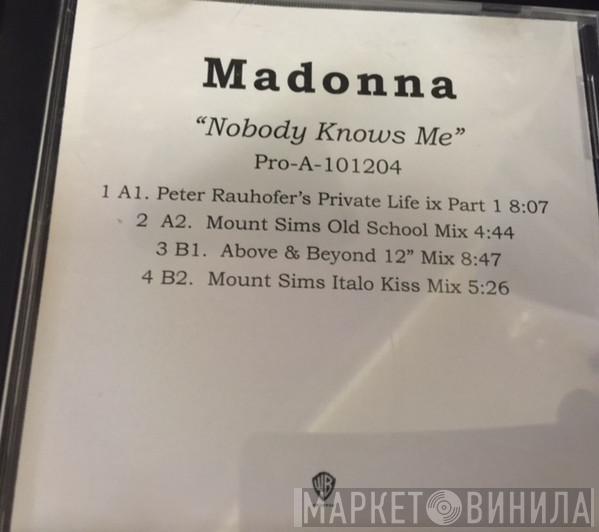 Madonna
“Nobody Knows Me”
Pro-A-101204
1 A1. Peter Rauhofer's Private Life ix Part 1 8:07
2 A2. Mount Sims Old School Mix 4:44
3 B1. Above & Beyond 12” Mix 8:47
4 B2. Mount Sims Italo Kiss Mix 5:26
МАРКЕТ ВИНИЛА